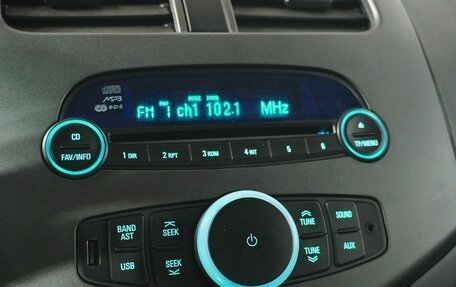 MP3
R·D·S
FM 1 ch1 102.1 MHz
CD
FAV/INFO
1 DIR
2 RPT
3 RDM
4 INT
5
6
TP/MENU
BAND
AST
SEEK
TUNE
SOUND
USB
SEEK
TUNE
AUX